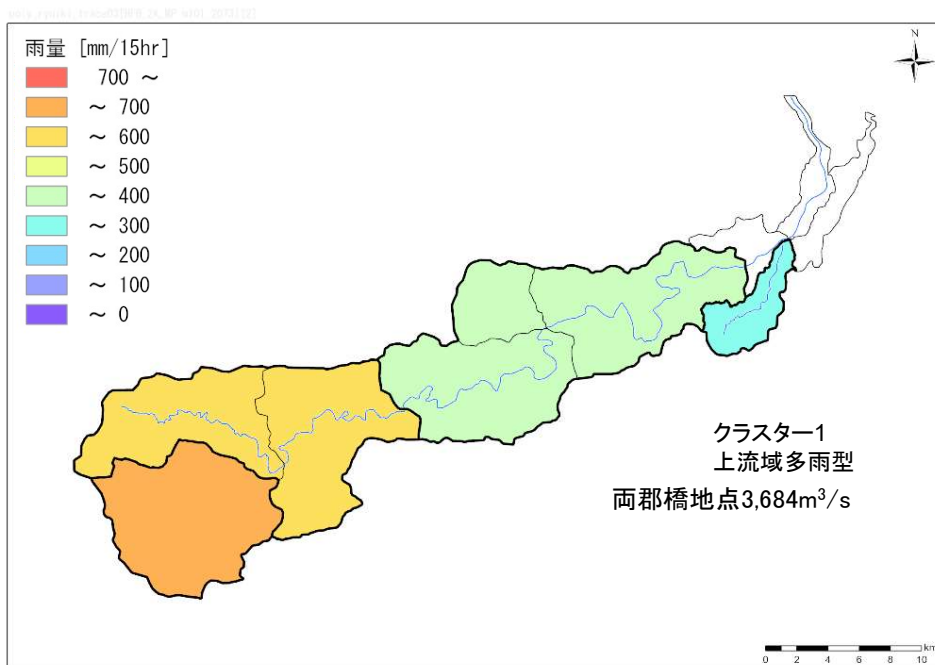 雨量 [mm/15hr]
700 ～
～ 700
～ 600
～ 500
～ 400
～ 300
～ 200
～ 100
～ 0
N
クラスター1
上流域多雨型
両郡橋地点3,684m³/s
km
0 2 4 6 8 10